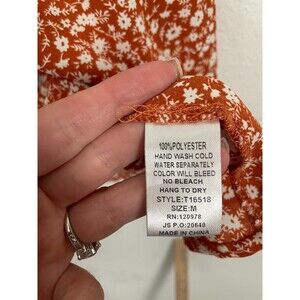 100%POLYESTER
HAND WASH COLD
WATER SEPARATELY
COLOR WILL BLEED
NO BLEACH
HANG TO DRY
STYLE:T16518
SIZE:M
RN:120978
JS P.O:20640
MADE IN CHINA